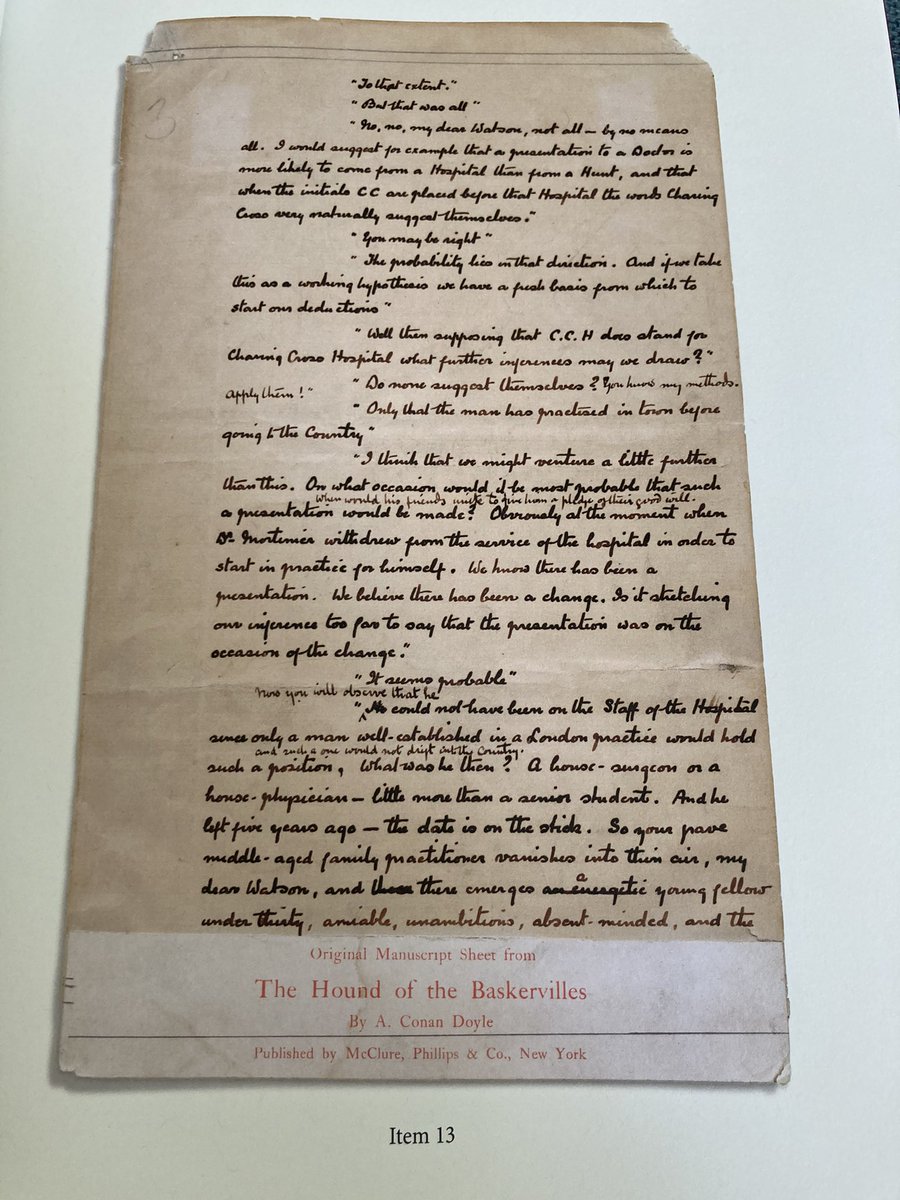 3
"To that extent."
"But that was all"
"No, no, my dear Watson, not all — by no means
all. I would suggest for example that a presentation to a Doctor is
more likely to come from a Hospital than from a Hunt, and that
when the initials CC are placed before that Hospital the words Charing
Cross very naturally suggest themselves."
"You may be right"
"The probability lies in that direction. And if we take
this as a working hypothesis we have a fresh basis from which to
start our deductions"
"Well then supposing that C.C.H does stand for
Charing Cross Hospital what further inferences may we draw?"
"Do none suggest themselves? You know my methods.
Apply them!"
"Only that the man has practised in town before
going to the Country"
"I think that we might venture a little further
than this. On what occasion would it be most probable that such
a presentation would be made? When would his friends unite to give him a pledge of their good will. Obviously at the moment when
Dr Mortimer withdrew from the service of the hospital in order to
start in practice for himself. We know there has been a
presentation. We believe there has been a change. Is it stretching
our inference too far to say that the presentation was on the
occasion of the change."
"It seems probable"
now you will observe that he
"He could not have been on the Staff of the Hospital
since only a man well-established in a London practice would hold
and such a one would not drift into the Country.
such a position, What was he then? A house-surgeon or a
house-physician — little more than a senior student. And he
left five years ago — the date is on the stick. So your grave
middle-aged family practitioner vanishes into thin air, my
dear Watson, and there emerges a young fellow
under thirty, amiable, unambitious, absent-minded, and the
Original Manuscript Sheet from
The Hound of the Baskervilles
By A. Conan Doyle
Published by McClure, Phillips & Co., New York
Item 13